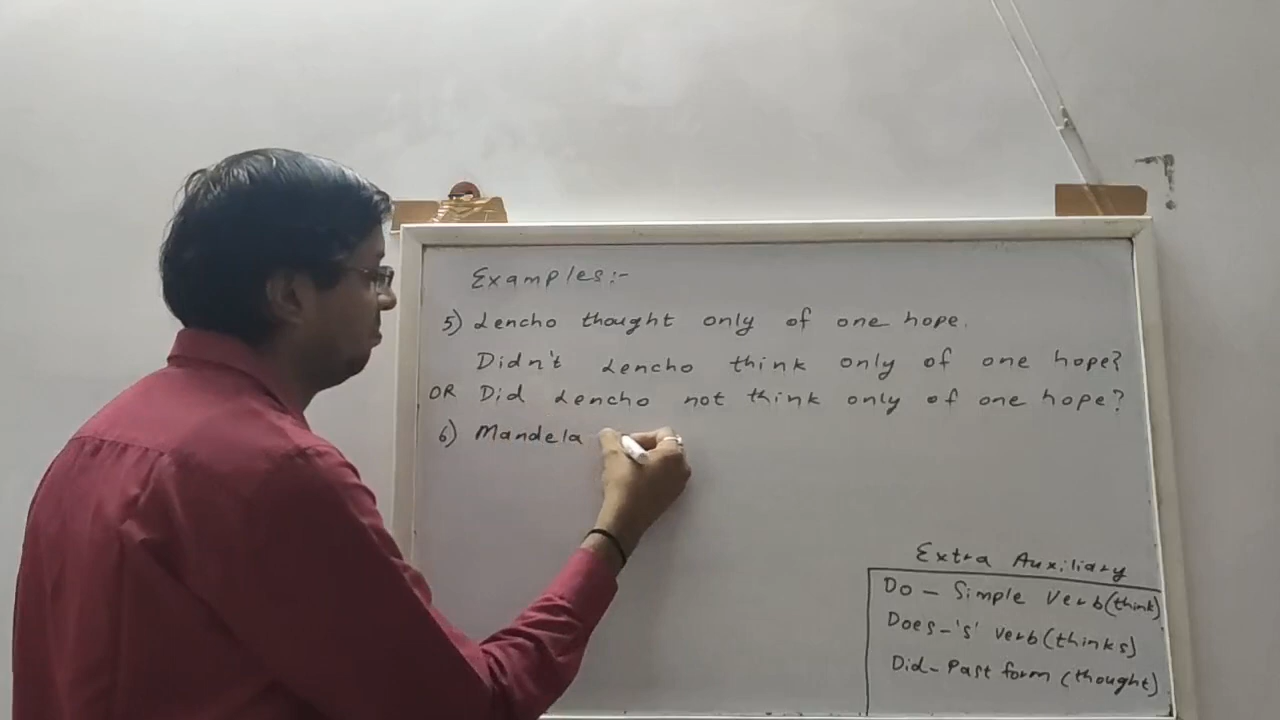 Examples:-
5) Lencho thought only of one hope.
Didn't Lencho think only of one hope?
OR Did Lencho not think only of one hope?
6) Mandela
Extra Auxiliary
Do - Simple Verb (think)
Does - 's' verb (thinks)
Did - Past form (thought)